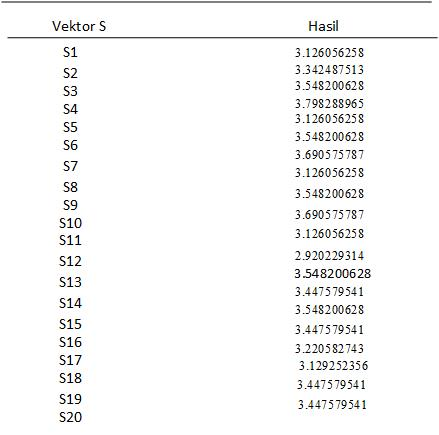 Vektor S Hasil
S1 3.126056258
S2 3.342487513
S3 3.548200628
S4 3.798288965
S5 3.126056258
S6 3.548200628
S7 3.690575787
S8 3.126056258
S9 3.548200628
S10 3.690575787
S11 3.126056258
S12 2.920229314
S13 3.548200628
S14 3.447579541
S15 3.548200628
S16 3.447579541
S17 3.220582743
S18 3.129252356
S19 3.447579541
S20 3.447579541